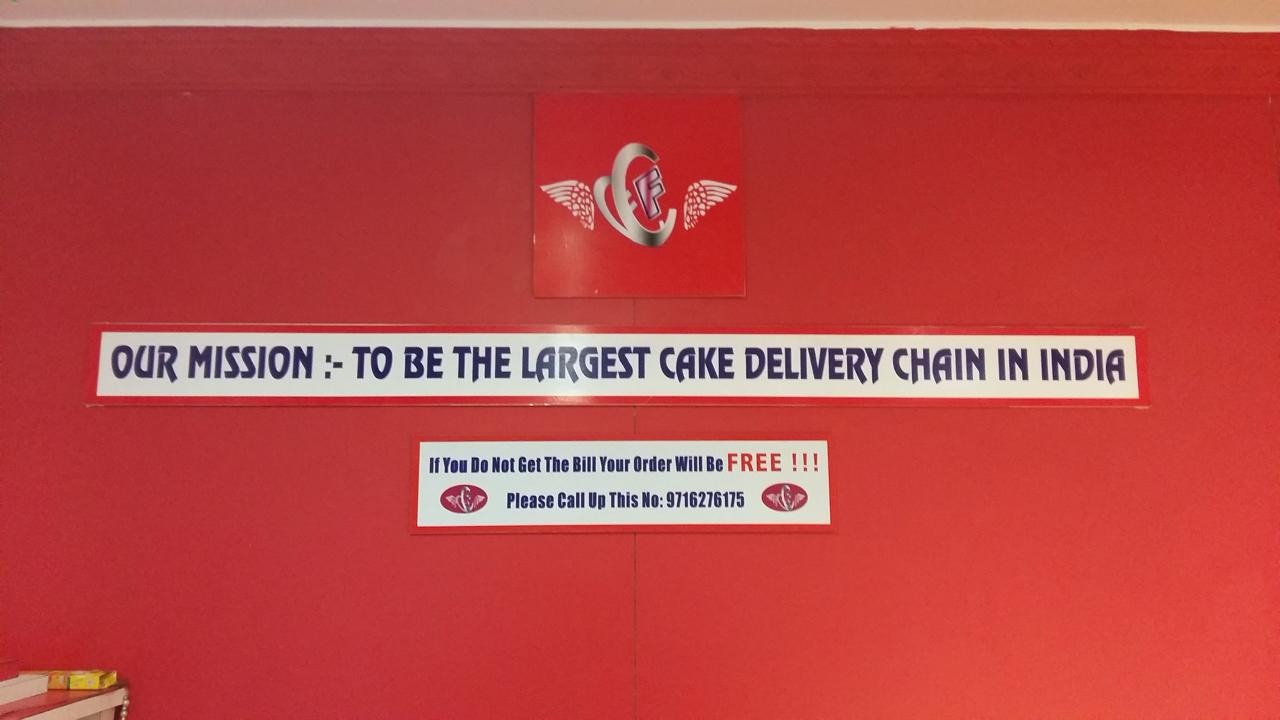 F
OUR MISSION :- TO BE THE LARGEST CAKE DELIVERY CHAIN IN INDIA
If You Do Not Get The Bill Your Order Will Be FREE !!!
Please Call Up This No: 9716276175